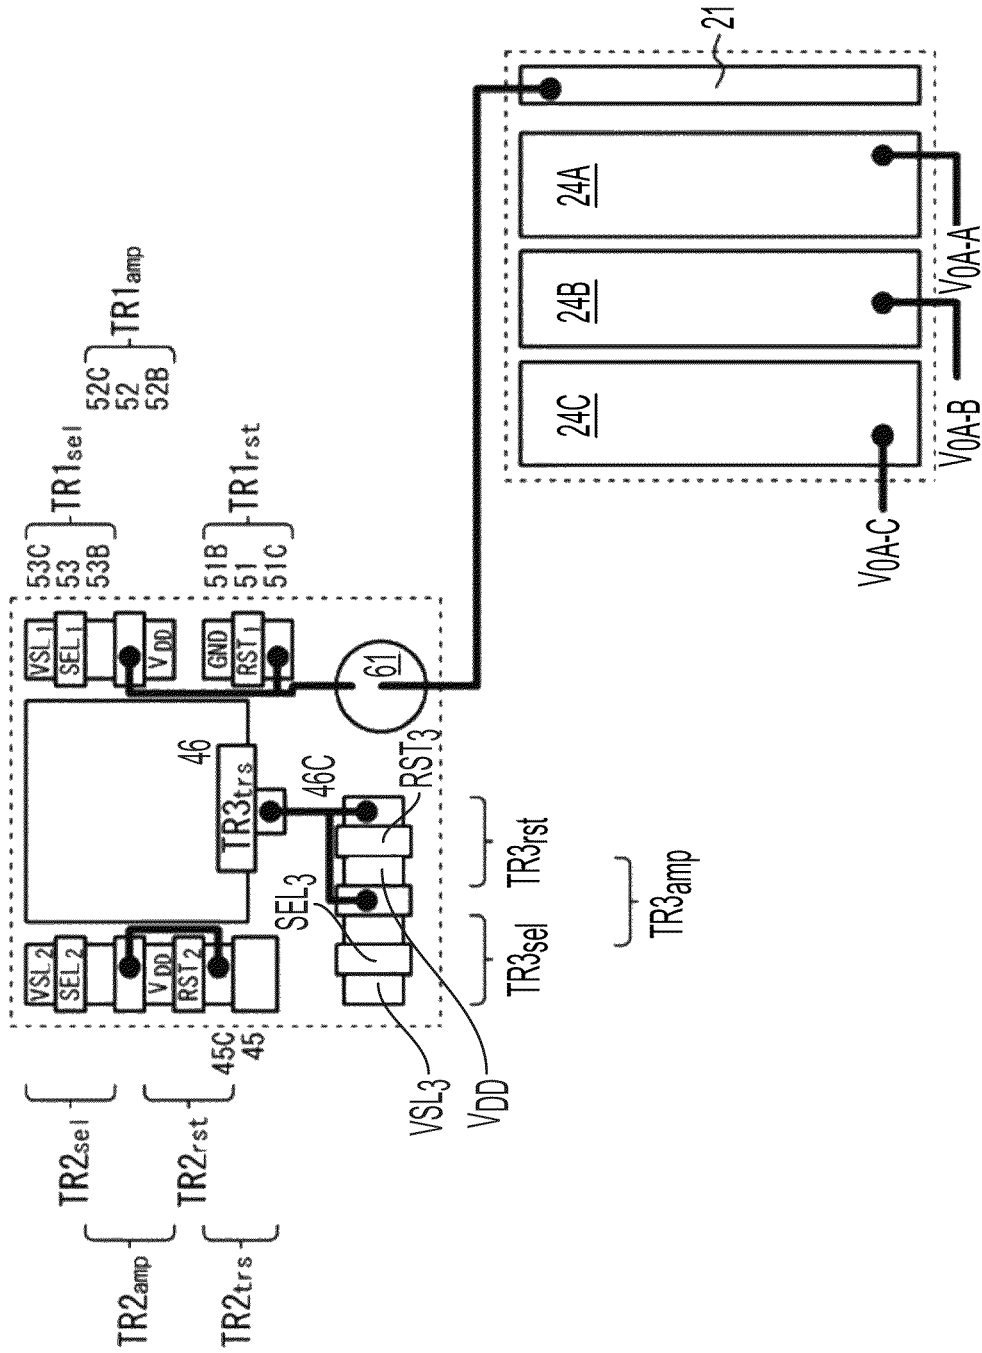 TR2sel
TR2amp
TR2rst
TR2trs
45C
45
VSL2
SEL2
VDD
RST2
TR3trs
46
46C
VSL1
SEL1
VDD
GND
RST1
53C
53
53B
TR1sel
52C
52
52B
TR1amp
51B
51
51C
TR1rst
61
SEL3
RST3
VSL3
VDD
TR3sel
TR3rst
TR3amp
21
24A
24B
24C
V0A-A
V0A-B
V0A-C